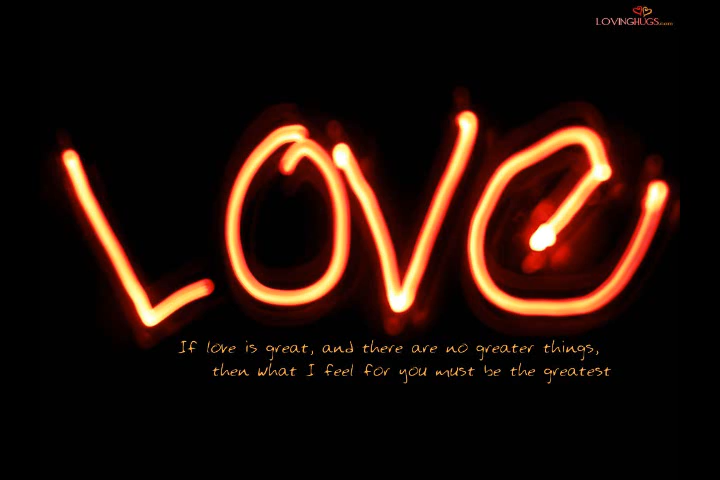 LOVINGHUGS.com
LOVe
If love is great, and there are no greater things,
then what I feel for you must be the greatest